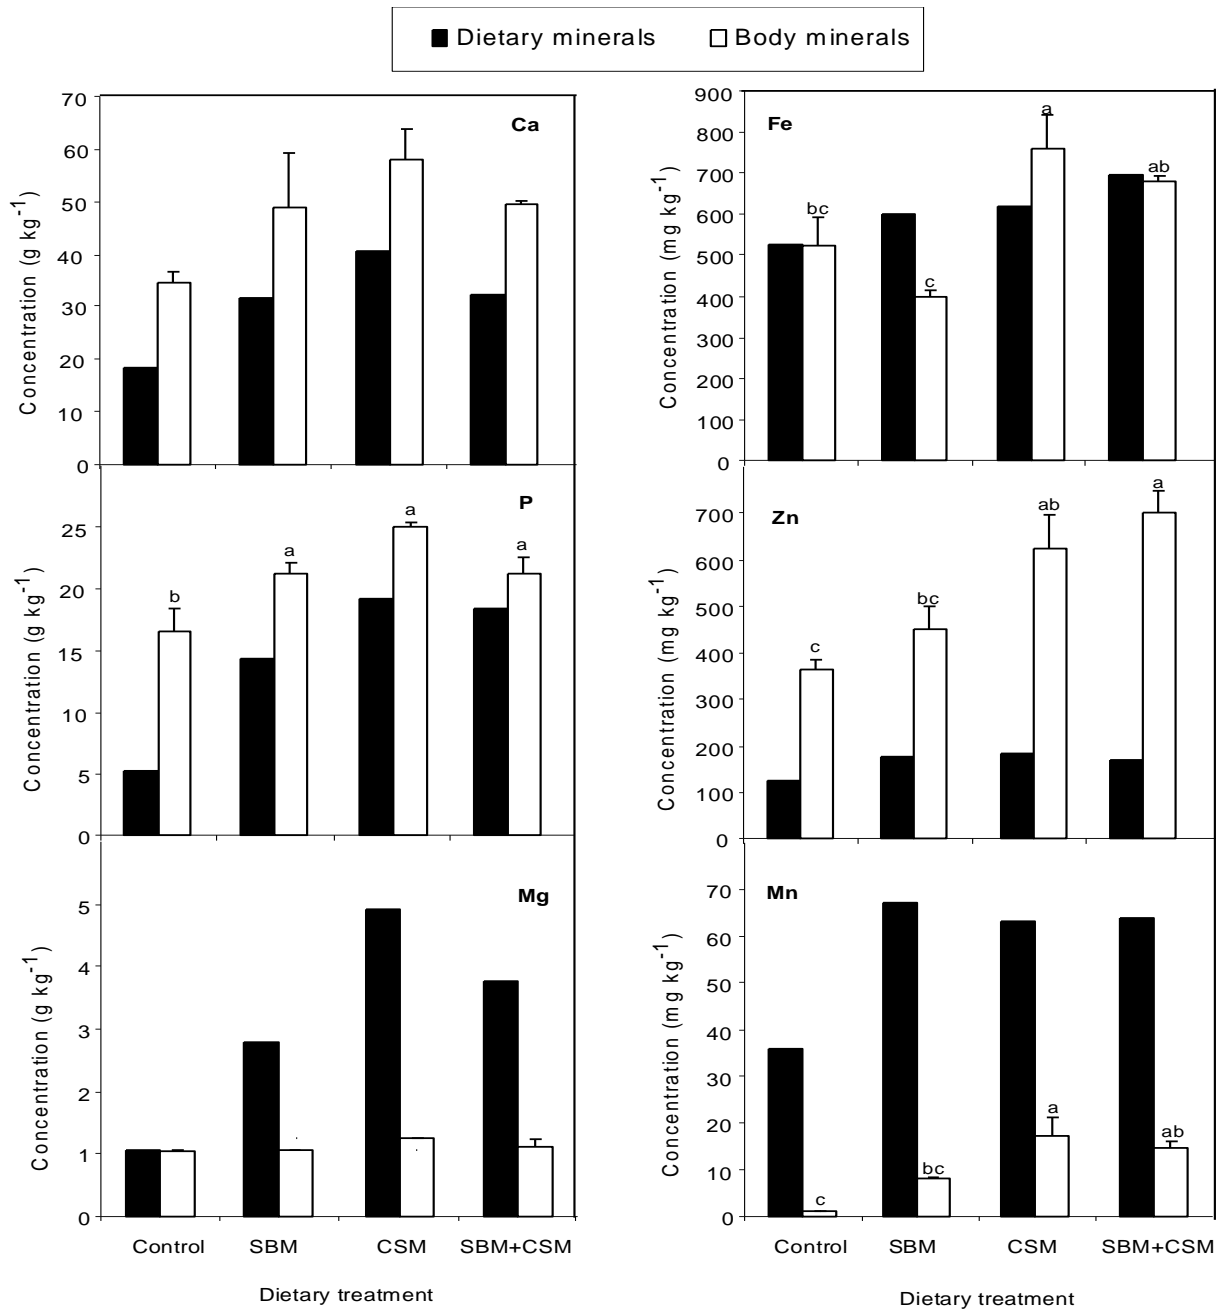 Dietary minerals Body minerals
Ca
70
60
50
40
30
20
10
0
Concentration (g kg-1)
Fe
900
800
700
600
500
400
300
200
100
0
Concentration (mg kg-1)
bc
c
a
ab
P
25
20
15
10
5
0
Concentration (g kg-1)
b
a
a
a
Zn
700
600
500
400
300
200
100
0
Concentration (mg kg-1)
c
bc
ab
a
Mg
5
4
3
2
1
0
Concentration (g kg-1)
Control SBM CSM SBM+CSM
Dietary treatment
Mn
70
60
50
40
30
20
10
0
Concentration (mg kg-1)
c
bc
a
ab
Control SBM CSM SBM+CSM
Dietary treatment